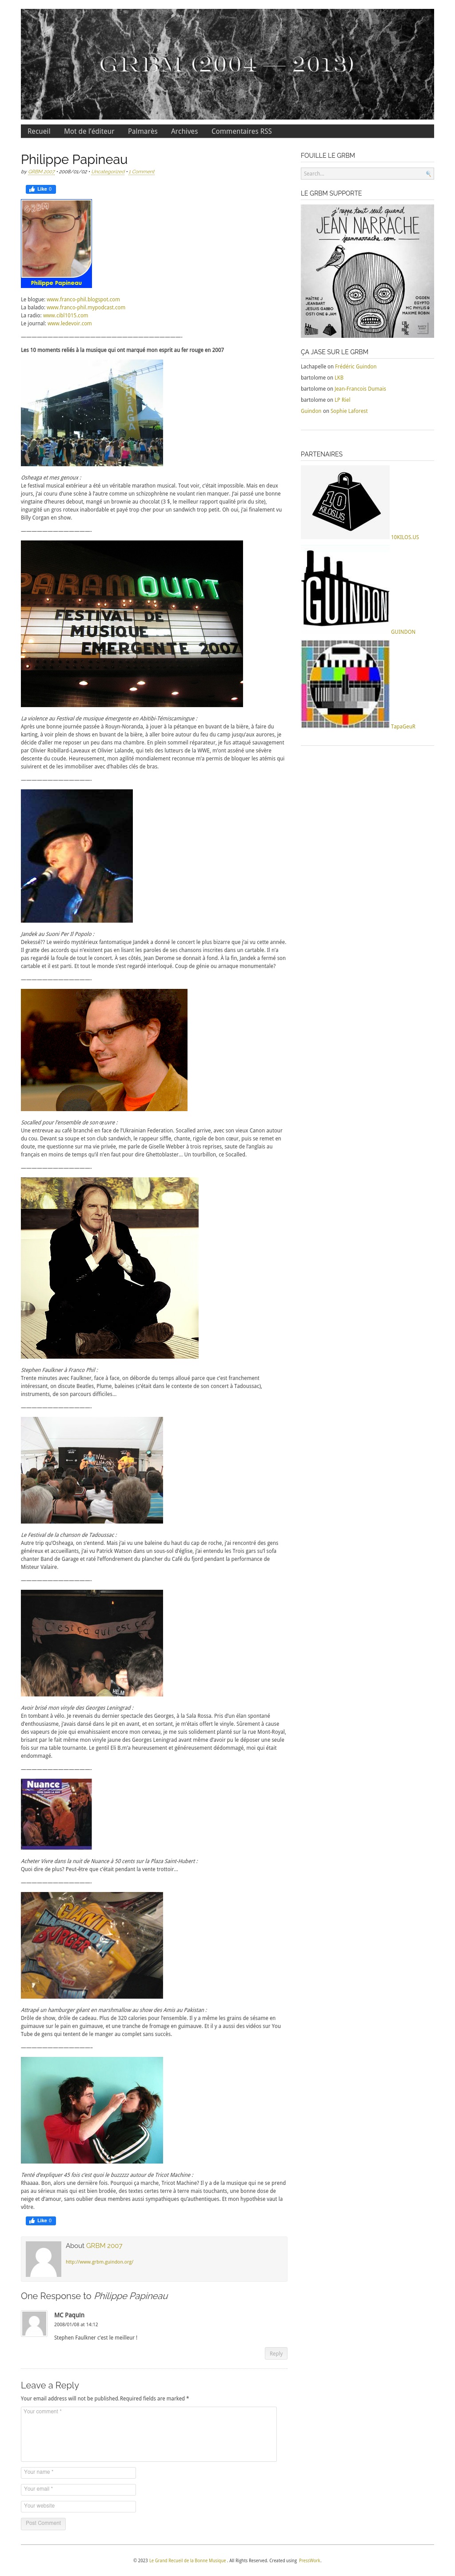 GRBM (2004 — 2013)
Recueil Mot de l'éditeur Palmarès Archives Commentaires RSS
Philippe Papineau
by GRBM 2007 • 2008/01/02 • Uncategorized • 1 Comment
Like 0
Philippe Papineau
Le blogue: www.franco-phil.blogspot.com
La balado: www.franco-phil.mypodcast.com
La radio: www.cibl1015.com
Le journal: www.ledevoir.com
Les 10 moments reliés à la musique qui ont marqué mon esprit au fer rouge en 2007
Osheaga et mes genoux :
Le festival musical extérieur a été un véritable marathon musical. Tout voir, c'était impossible. Mais en deux
jours, j'ai couru d'une scène à l'autre comme un schizophrène ne voulant rien manquer. J'ai passé une bonne
vingtaine d'heures debout, mangé un brownie au chocolat (3 $, le meilleur rapport qualité prix du site),
ingurgité un gros rotoux inabordable et payé trop cher pour un sandwich trop petit. Oh oui, j'ai finalement vu
Billy Corgan en show.
PARAMOUNT
FESTIVAL DE
MUSIQUE
EMERGENTE 2007
La violence au Festival de musique émergente en Abitibi-Témiscamingue :
Après une bonne journée passée à Rouyn-Noranda, à jouer à la pétanque en buvant de la bière, à faire du
karting, à voir plein de shows en buvant de la bière, à boire de la bière autour du feu du camp jusqu'aux aurores, je
décide d'aller me reposer un peu dans ma chambre. En plein sommeil réparateur, je fus attaqué sauvagement
par Olivier Robillard-Laveaux et Olivier Lalande, qui tels des lutteurs de la WWE, m'ont asséné une sévère
descente du coude. Heureusement, mon agilité mondialement reconnue m'a permis de bloquer les atémis qui
suivirent et de les immobiliser avec d'habiles clés de bras.
Jandek au Suoni Per Il Popolo :
Dekessé?? Le weirdo mystérieux fantomatique Jandek a donné le concert le plus bizarre que j'ai vu cette année.
Il gratte des accords qui n'existent pas en lisant les paroles de ses chansons inscrites dans un cartable. Il n'a
pas regardé la foule de tout le concert. À ses côtés, Jean Derome se donnait à fond. À la fin, Jandek a fermé son
cartable et il est parti. Et tout le monde s'est regardé interloqué. Coup de génie ou arnaque monumentale?
Socalled pour l'ensemble de son œuvre :
Une entrevue au café branché en face de l'Ukrainian Federation. Socalled arrive, avec son vieux Canon autour
du cou. Devant sa soupe et son club sandwich, le rappeur siffle, chante, rigole de bon cœur, puis se remet en
doute, me questionne sur ma vie privée, me parle de Giselle Webber à trois reprises, saute de l'anglais au
français en moins de temps qu'il n'en faut pour dire Ghettoblaster… Un tourbillon, ce Socalled.
Stephen Faulkner à Franco Phil :
Trente minutes avec Faulkner, face à face, on déborde du temps alloué parce que c'est franchement
intéressant, on discute Beatles, Plume, baleines (c'était dans le contexte de son concert à Tadoussac),
instruments, de son parcours difficiles…
Le Festival de la chanson de Tadoussac :
Autre trip qu'Osheaga, on s'entend. Mais j'ai vu une baleine du haut du cap de roche, j'ai rencontré des gens
généreux et accueillants, j'ai vu Patrick Watson dans un sous-sol d'église, j'ai entendu les Trois gars su'l sofa
chanter Band de Garage et raté l'effondrement du plancher du Café du fjord pendant la performance de
Misteur Valaire.
C'est ça qui est ça
Avoir brisé mon vinyle des Georges Leningrad :
En tombant à vélo. Je revenais du dernier spectacle des Georges, à la Sala Rossa. Pris d'un élan spontané
d'enthousiasme, j'avais dansé dans le pit en avant, et en sortant, je m'étais offert le vinyle. Sûrement à cause
des vapeurs de joie qui envahissaient encore mon cerveau, je me suis solidement planté sur la rue Mont-Royal,
brisant par le fait même mon vinyle jaune des Georges Leningrad avant même d'avoir pu le déposer une seule
fois sur ma table tournante. Le gentil Eli B.m'a heureusement et généreusement dédommagé, moi qui était
endommagé.
Nuance
Acheter Vivre dans la nuit de Nuance à 50 cents sur la Plaza Saint-Hubert :
Quoi dire de plus? Peut-être que c'était pendant la vente trottoir…
GIANT
BURGER
Attrapé un hamburger géant en marshmallow au show des Amis au Pakistan :
Drôle de show, drôle de cadeau. Plus de 320 calories pour l'ensemble. Il y a même les grains de sésame en
guimauve sur le pain en guimauve, et une tranche de fromage en guimauve. Et il y a aussi des vidéos sur You
Tube de gens qui tentent de le manger au complet sans succès.
Tenté d'expliquer 45 fois c'est quoi le buzzzzz autour de Tricot Machine :
Rhaaaa. Bon, alors une dernière fois. Pourquoi ça marche, Tricot Machine? Il y a de la musique qui ne se prend
pas au sérieux mais qui est bien brodée, des textes certes terre à terre mais touchants, une bonne dose de
neige et d'amour, sans oublier deux membres aussi sympathiques qu'authentiques. Et mon hypothèse vaut la
vôtre.
Like 0
About GRBM 2007
http://www.grbm.guindon.org/
One Response to Philippe Papineau
MC Paquin
2008/01/08 at 14:12
Stephen Faulkner c'est le meilleur !
Reply
Leave a Reply
Your email address will not be published.Required fields are marked *
Your comment *
Your name *
Your email *
Your website
Post Comment
FOUILLE LE GRBM
Search...
LE GRBM SUPPORTE
j'rappe tout seul quand
JEAN NARRACHE
jeannarrache.com
MAÎTRE J
JEANBART
JESUS GARBO
OSTI ONE & JAM
OGDEN
EGYPTO
MC PHYLIS &
MAXIME ROBIN
ÇA JASE SUR LE GRBM
Lachapelle on Frédéric Guindon
bartolome on LKB
bartolome on Jean-Francois Dumais
bartolome on LP Riel
Guindon on Sophie Laforest
PARTENAIRES
10
KILOS
10KILOS.US
GUINDON
GUINDON
TapaGeuR
© 2023 Le Grand Recueil de la Bonne Musique . All Rights Reserved. Created using PressWork.